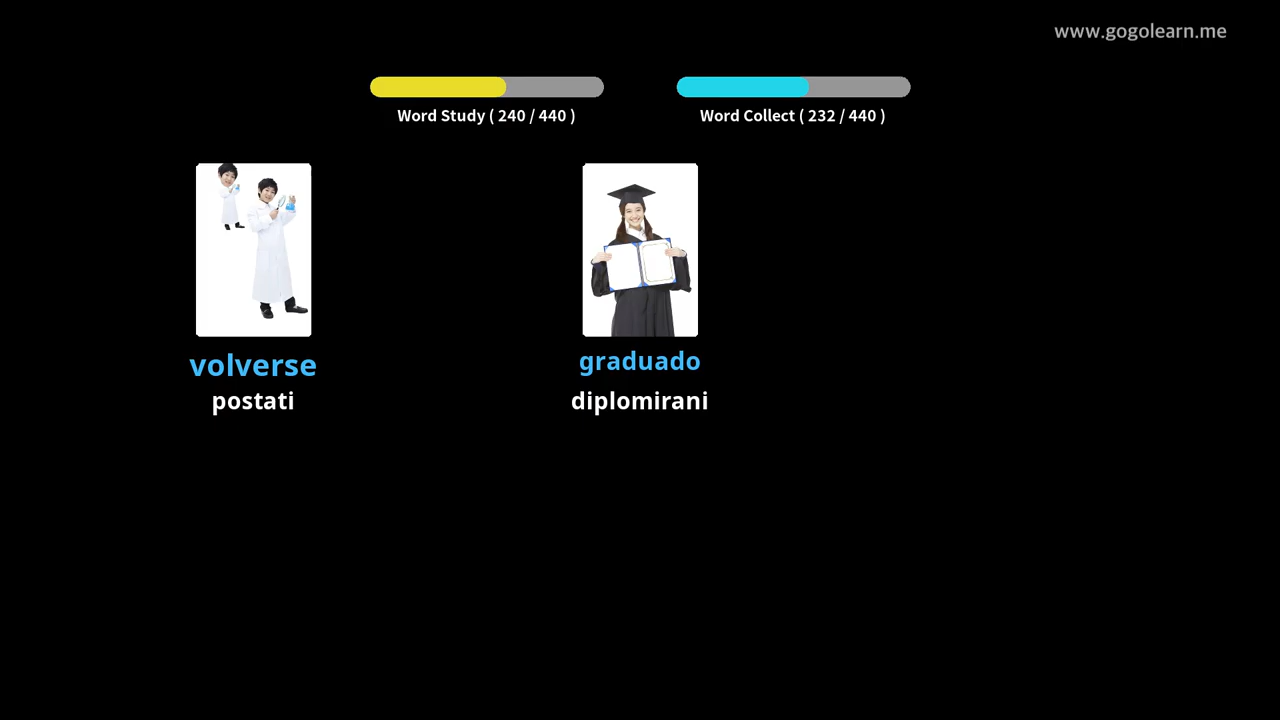 www.gogolearn.me
Word Study ( 240 / 440 )
Word Collect ( 232 / 440 )
volverse
postati
graduado
diplomirani